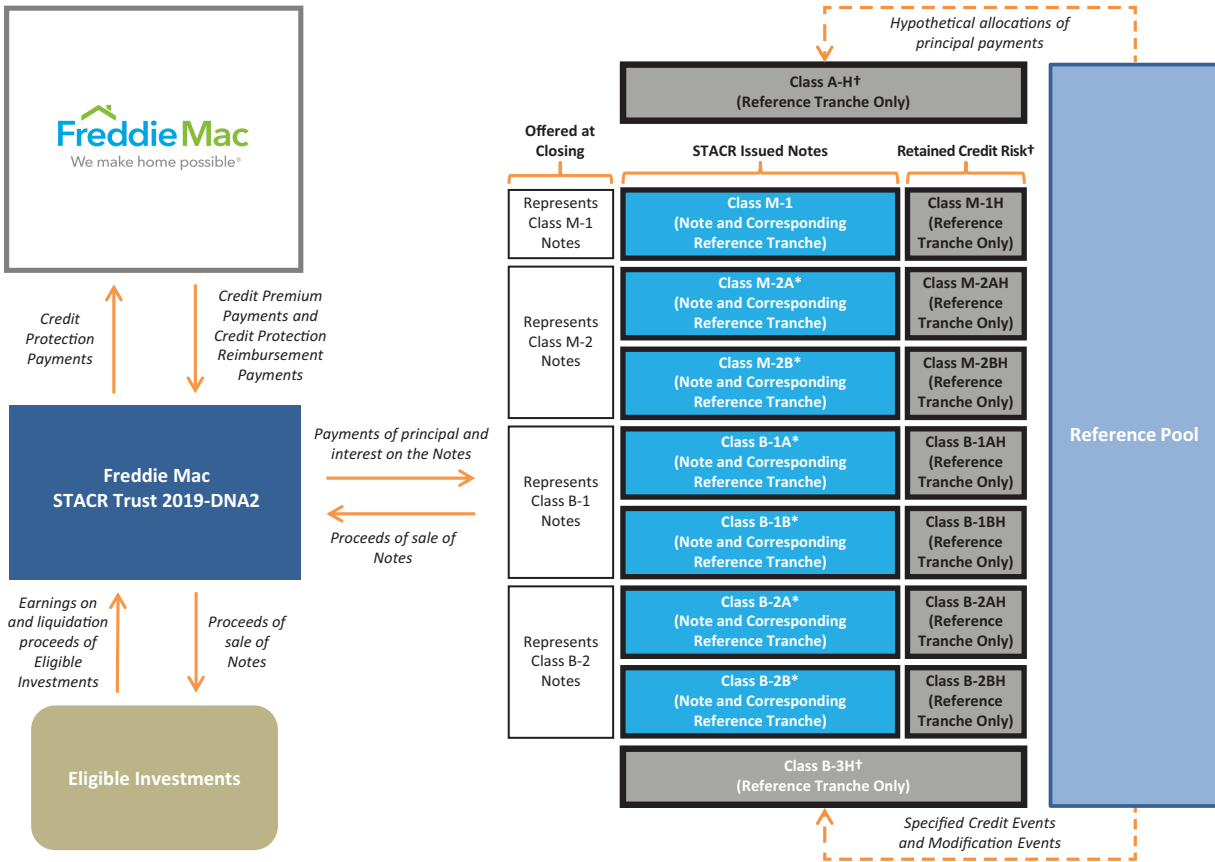 FreddieMac
We make home possible®
Credit
Protection
Payments
Credit Premium
Payments and
Credit Protection
Reimbursement
Payments
Freddie Mac
STACR Trust 2019-DNA2
Payments of principal and
interest on the Notes
Proceeds of sale of
Notes
Earnings on
and liquidation
proceeds of
Eligible
Investments
Proceeds of
sale of
Notes
Eligible Investments
Hypothetical allocations of
principal payments
Class A-H†
(Reference Tranche Only)
Offered at
Closing
STACR Issued Notes
Retained Credit Risk†
Represents
Class M-1
Notes
Class M-1
(Note and Corresponding
Reference Tranche)
Class M-1H
(Reference
Tranche Only)
Represents
Class M-2
Notes
Class M-2A*
(Note and Corresponding
Reference Tranche)
Class M-2AH
(Reference
Tranche Only)
Class M-2B*
(Note and Corresponding
Reference Tranche)
Class M-2BH
(Reference
Tranche Only)
Represents
Class B-1
Notes
Class B-1A*
(Note and Corresponding
Reference Tranche)
Class B-1AH
(Reference
Tranche Only)
Class B-1B*
(Note and Corresponding
Reference Tranche)
Class B-1BH
(Reference
Tranche Only)
Represents
Class B-2
Notes
Class B-2A*
(Note and Corresponding
Reference Tranche)
Class B-2AH
(Reference
Tranche Only)
Class B-2B*
(Note and Corresponding
Reference Tranche)
Class B-2BH
(Reference
Tranche Only)
Class B-3H†
(Reference Tranche Only)
Reference Pool
Specified Credit Events
and Modification Events